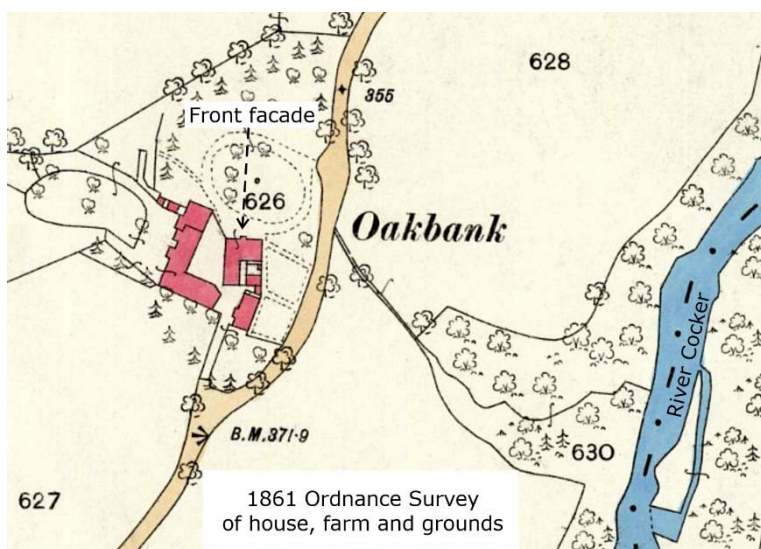 628
355
Front facade
626
Oakbank
River Cocker
B.M.371·9
630
627
1861 Ordnance Survey
of house, farm and grounds